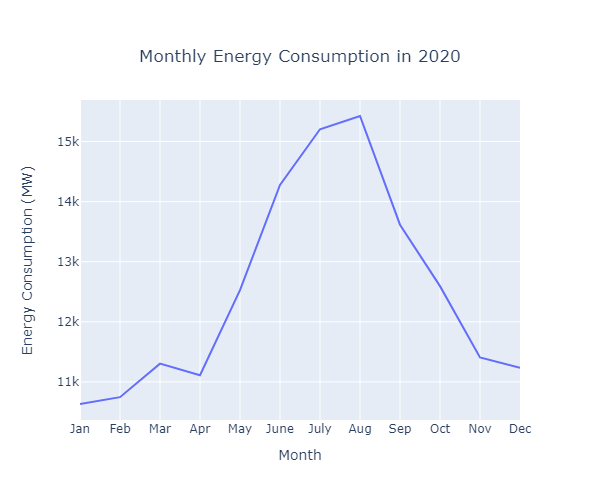 Monthly Energy Consumption in 2020
Energy Consumption (MW)
15k
14k
13k
12k
11k
Jan Feb Mar Apr May June July Aug Sep Oct Nov Dec
Month